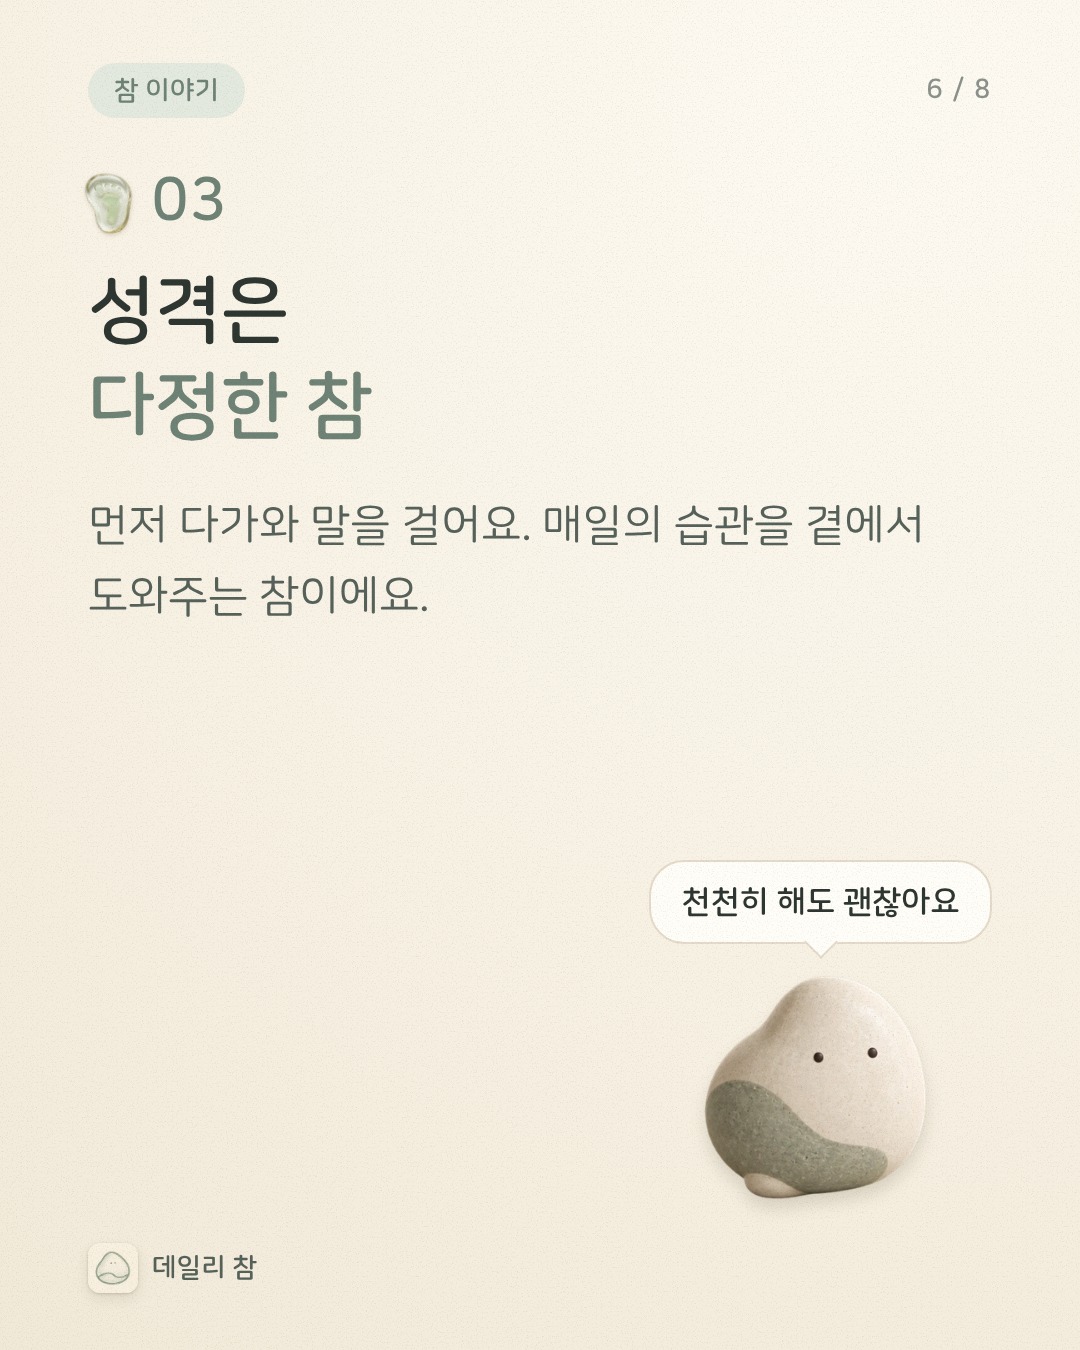 참 이야기
6 / 8
03
성격은
다정한 참
먼저 다가와 말을 걸어요. 매일의 습관을 곁에서
도와주는 참이에요.
천천히 해도 괜찮아요
데일리 참